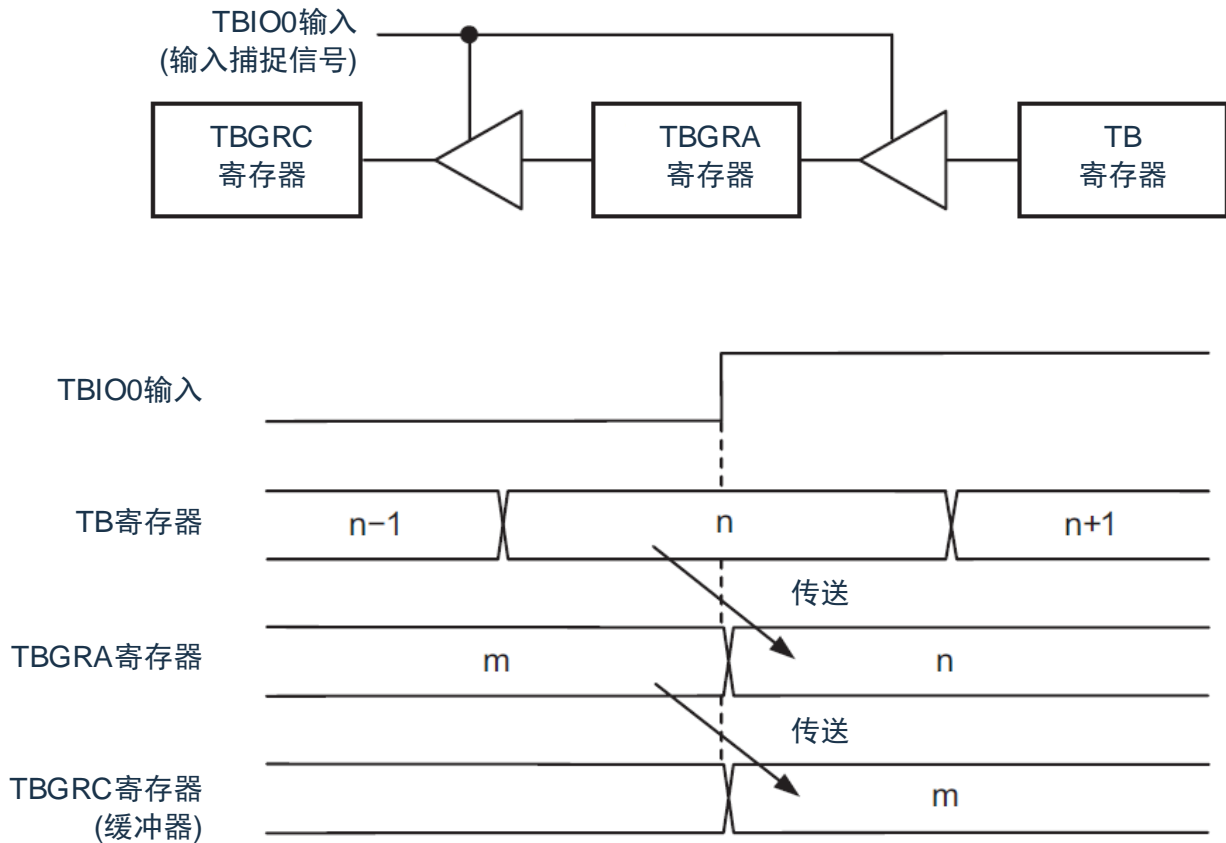 TBIO0输入
(输入捕捉信号)
TBGRC
寄存器
TBGRA
寄存器
TB
寄存器
TBIO0输入
TB寄存器
n−1
n
n+1
传送
TBGRA寄存器
m
n
传送
TBGRC寄存器
(缓冲器)
m